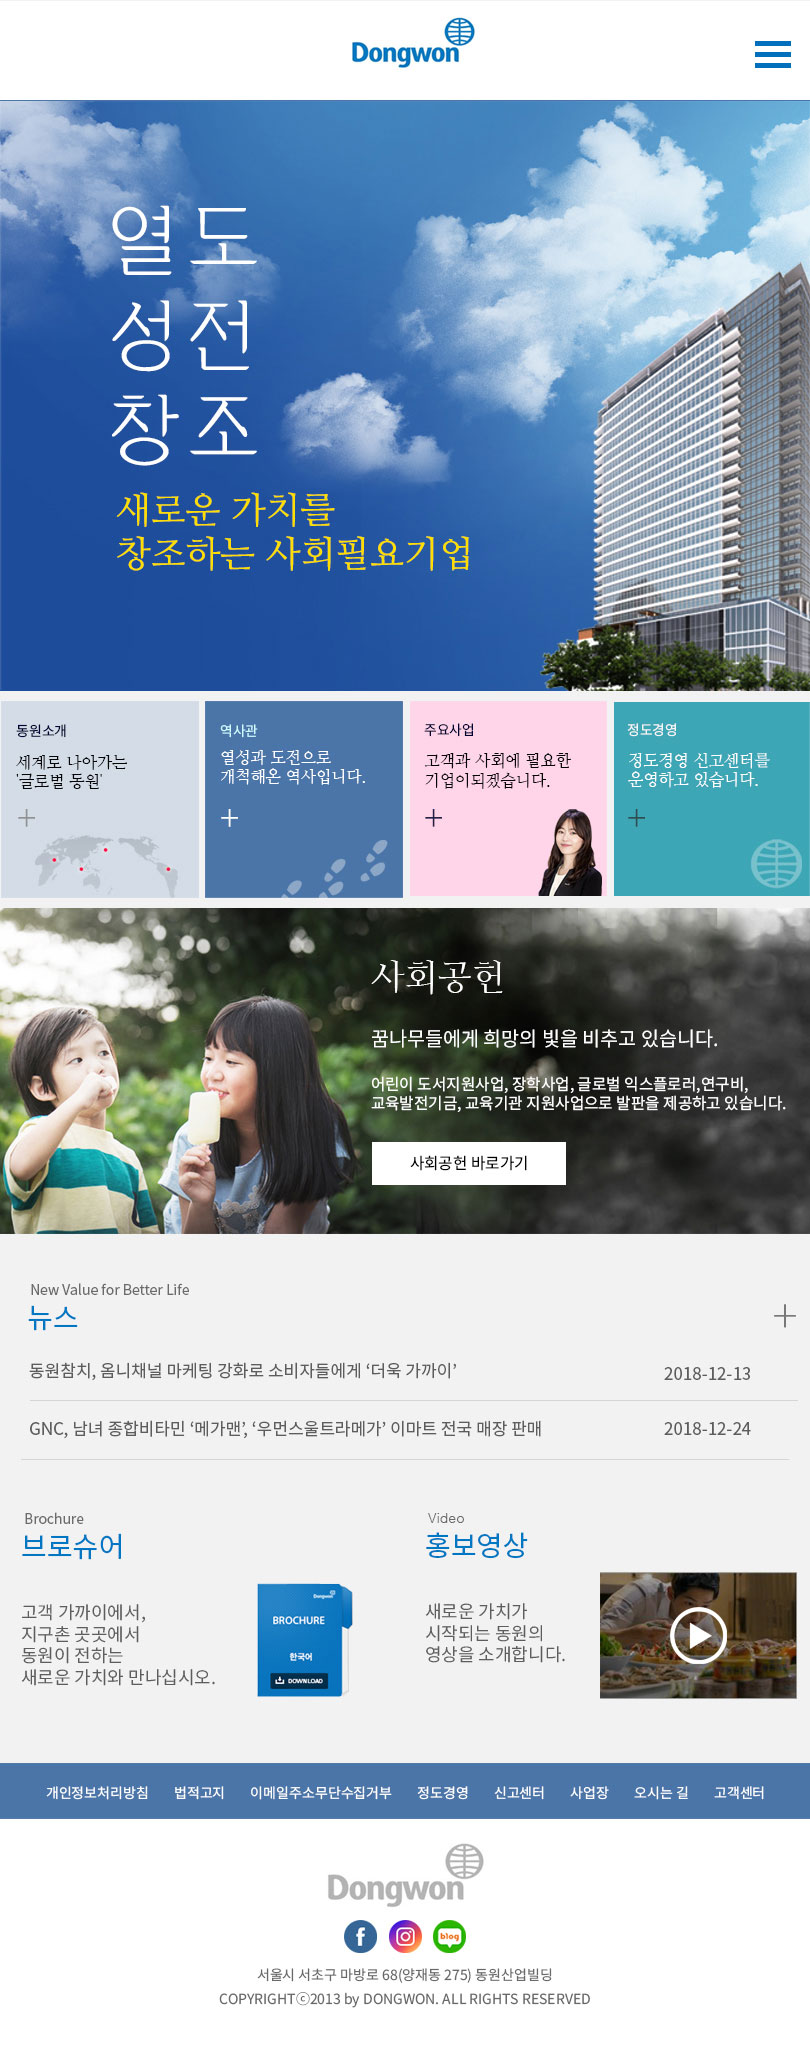 Dongwon
열도
성전
창조
새로운 가치를
창조하는 사회필요기업
동원소개
세계로 나아가는
'글로벌 동원'
역사관
열성과 도전으로
개척해온 역사입니다.
주요사업
고객과 사회에 필요한
기업이되겠습니다.
정도경영
정도경영 신고센터를
운영하고 있습니다.
사회공헌
꿈나무들에게 희망의 빛을 비추고 있습니다.
어린이 도서지원사업, 장학사업, 글로벌 익스플로러,연구비,
교육발전기금, 교육기관 지원사업으로 발판을 제공하고 있습니다.
사회공헌 바로가기
New Value for Better Life
뉴스
동원참치, 옴니채널 마케팅 강화로 소비자들에게 ‘더욱 가까이’ 2018-12-13
GNC, 남녀 종합비타민 ‘메가맨’, ‘우먼스울트라메가’ 이마트 전국 매장 판매 2018-12-24
Brochure
브로슈어
고객 가까이에서,
지구촌 곳곳에서
동원이 전하는
새로운 가치와 만나십시오.
Dongwon
BROCHURE
한국어
DOWNLOAD
Video
홍보영상
새로운 가치가
시작되는 동원의
영상을 소개합니다.
개인정보처리방침 법적고지 이메일주소무단수집거부 정도경영 신고센터 사업장 오시는 길 고객센터
Dongwon
f
blog
서울시 서초구 마방로 68(양재동 275) 동원산업빌딩
COPYRIGHTⓒ2013 by DONGWON. ALL RIGHTS RESERVED